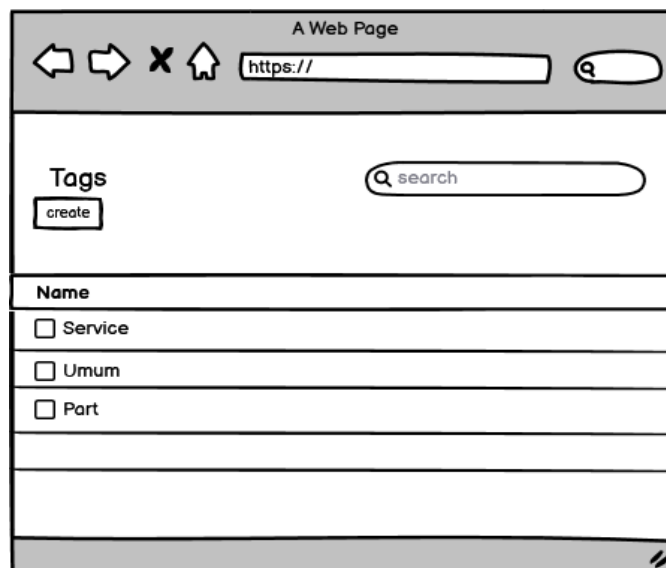 A Web Page
https://
Tags
search
create
Name
Service
Umum
Part